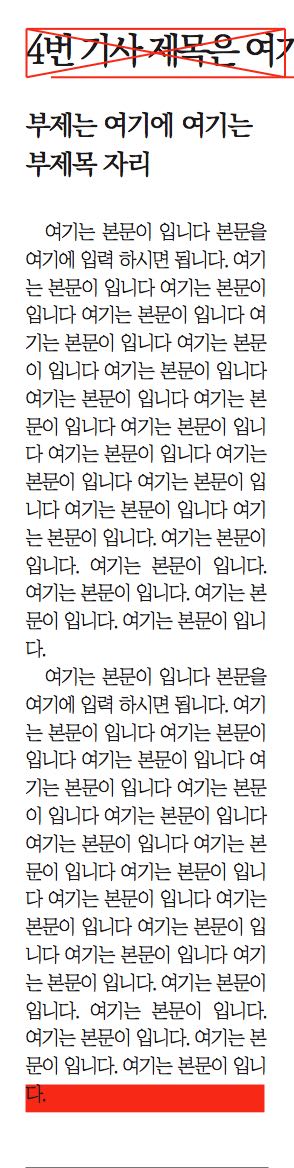 4번 기사 제목은 여기
부제는 여기에 여기는
부제목 자리
여기는 본문이 입니다 본문을
여기에 입력 하시면 됩니다. 여기
는 본문이 입니다 여기는 본문이
입니다 여기는 본문이 입니다 여
기는 본문이 입니다 여기는 본문
이 입니다 여기는 본문이 입니다
여기는 본문이 입니다 여기는 본
문이 입니다 여기는 본문이 입니
다 여기는 본문이 입니다 여기는
본문이 입니다 여기는 본문이 입
니다 여기는 본문이 입니다 여기
는 본문이 입니다. 여기는 본문이
입니다. 여기는 본문이 입니다.
여기는 본문이 입니다. 여기는 본
문이 입니다. 여기는 본문이 입니
다.
여기는 본문이 입니다 본문을
여기에 입력 하시면 됩니다. 여기
는 본문이 입니다 여기는 본문이
입니다 여기는 본문이 입니다 여
기는 본문이 입니다 여기는 본문
이 입니다 여기는 본문이 입니다
여기는 본문이 입니다 여기는 본
문이 입니다 여기는 본문이 입니
다 여기는 본문이 입니다 여기는
본문이 입니다 여기는 본문이 입
니다 여기는 본문이 입니다 여기
는 본문이 입니다. 여기는 본문이
입니다. 여기는 본문이 입니다.
여기는 본문이 입니다. 여기는 본
문이 입니다. 여기는 본문이 입니
다.